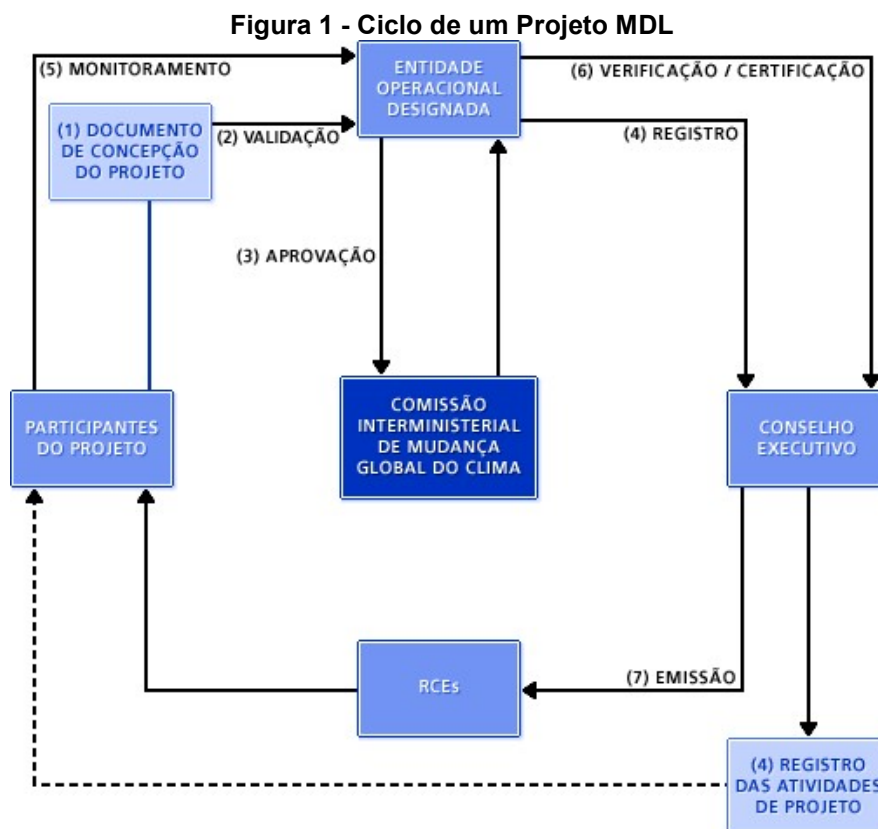 Figura 1 - Ciclo de um Projeto MDL
(5) MONITORAMENTO
ENTIDADE
OPERACIONAL
DESIGNADA
(6) VERIFICAÇÃO / CERTIFICAÇÃO
(1) DOCUMENTO
DE CONCEPÇÃO
DO PROJETO
(2) VALIDAÇÃO
(4) REGISTRO
(3) APROVAÇÃO
PARTICIPANTES
DO PROJETO
COMISSÃO
INTERMINISTERIAL
DE MUDANÇA
GLOBAL DO CLIMA
CONSELHO
EXECUTIVO
RCEs
(7) EMISSÃO
(4) REGISTRO
DAS ATIVIDADES
DE PROJETO